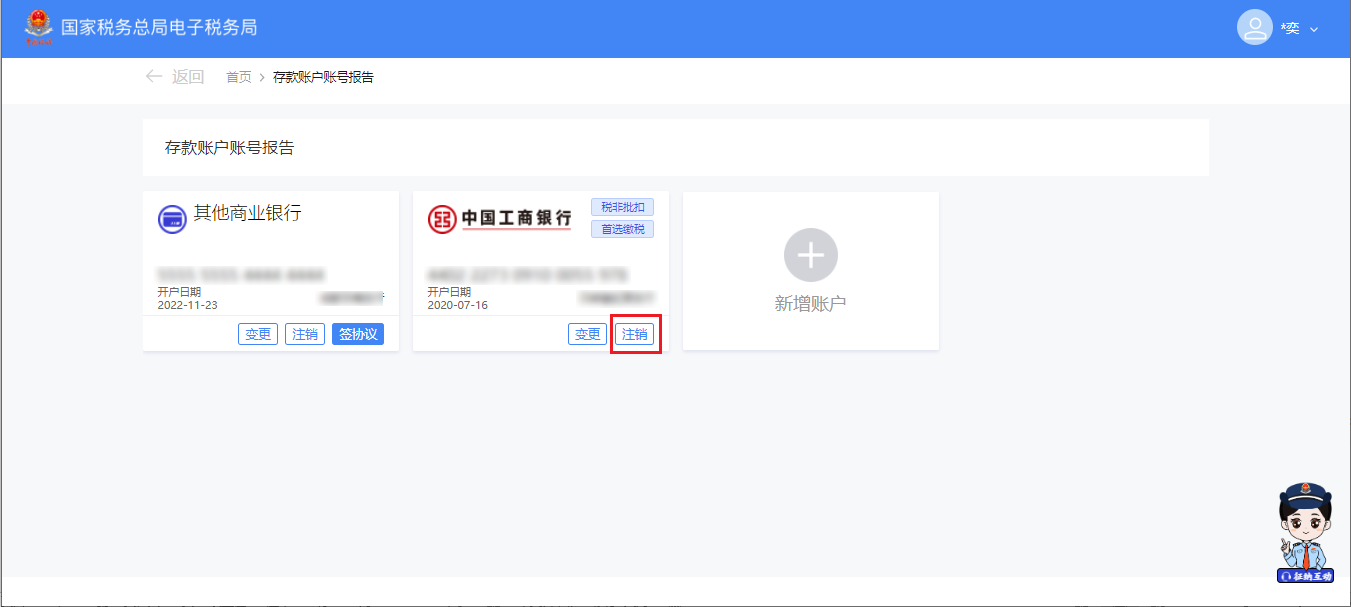 国家税务总局电子税务局
*奕
返回 首页 > 存款账户账号报告
存款账户账号报告
其他商业银行
开户日期
2022-11-23
变更 注销 签协议
中国工商银行
税非批扣
首选缴税
开户日期
2020-07-16
变更 注销
新增账户
征纳互动